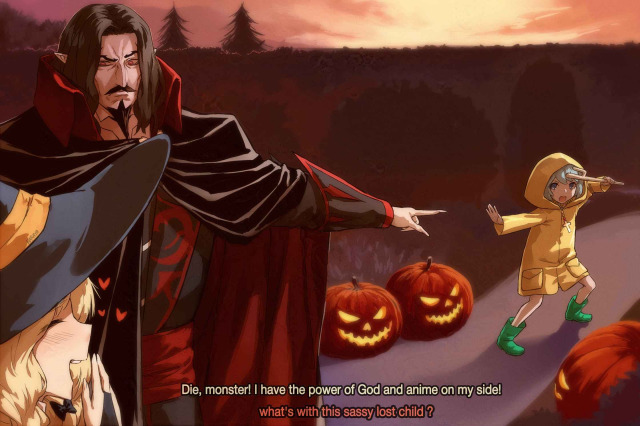 Die, monster! I have the power of God and anime on my side!
what's with this sassy lost child ?